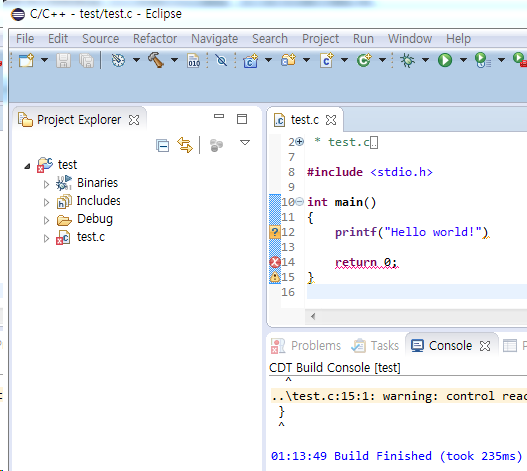 C/C++ - test/test.c - Eclipse
File Edit Source Refactor Navigate Search Project Run Window Help
010
Project Explorer
test
Binaries
Includes
Debug
test.c
test.c
2 * test.c
7
8 #include <stdio.h>
9
10 int main()
11 {
12 printf("Hello world!")
13
14 return 0;
15 }
16
Problems Tasks Console P
CDT Build Console [test]
^
..\test.c:15:1: warning: control reac
}
^
01:13:49 Build Finished (took 235ms)